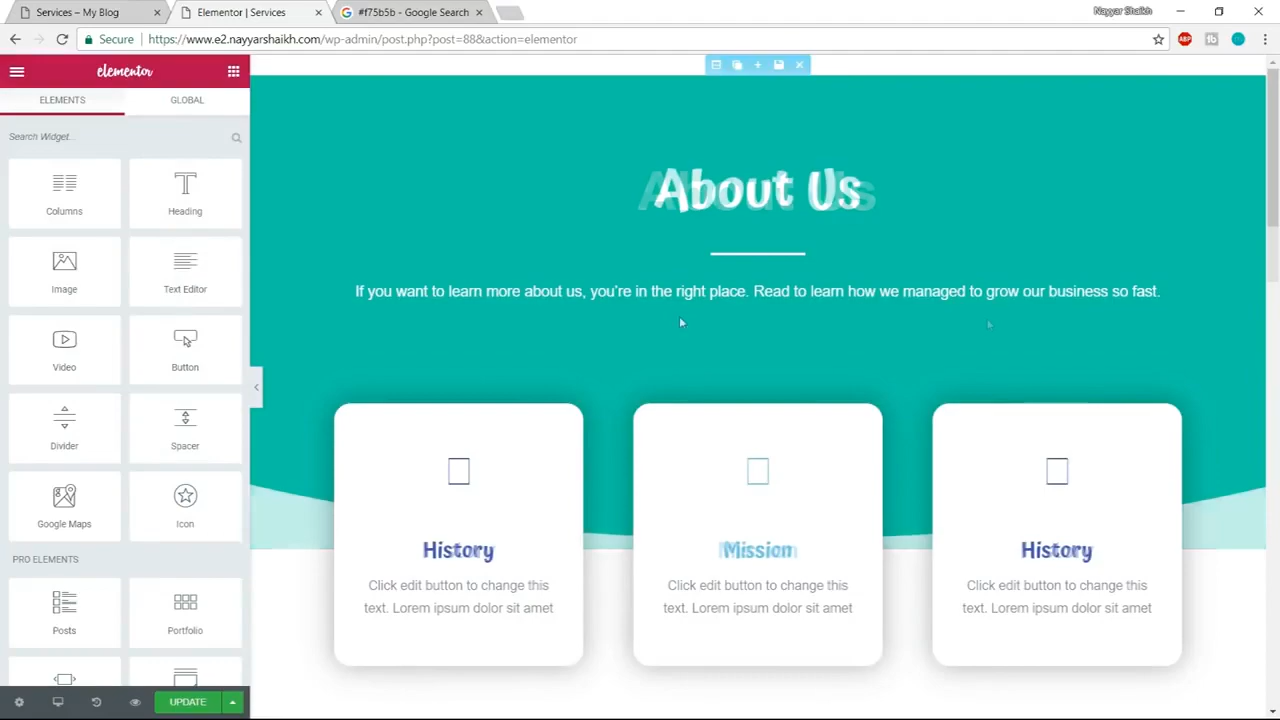 Services – My Blog
Elementor | Services
#f75b5b - Google Search
Nayyar Shaikh
Secure
https://www.e2.nayyarshaikh.com/wp-admin/post.php?post=88&action=elementor
ABP
tb
elementor
ELEMENTS
GLOBAL
Search Widget...
Columns
Heading
Image
Text Editor
Video
Button
Divider
Spacer
Google Maps
Icon
PRO ELEMENTS
Posts
Portfolio
UPDATE
About Us
If you want to learn more about us, you're in the right place. Read to learn how we managed to grow our business so fast.
History
Click edit button to change this
text. Lorem ipsum dolor sit amet
Mission
Click edit button to change this
text. Lorem ipsum dolor sit amet
History
Click edit button to change this
text. Lorem ipsum dolor sit amet